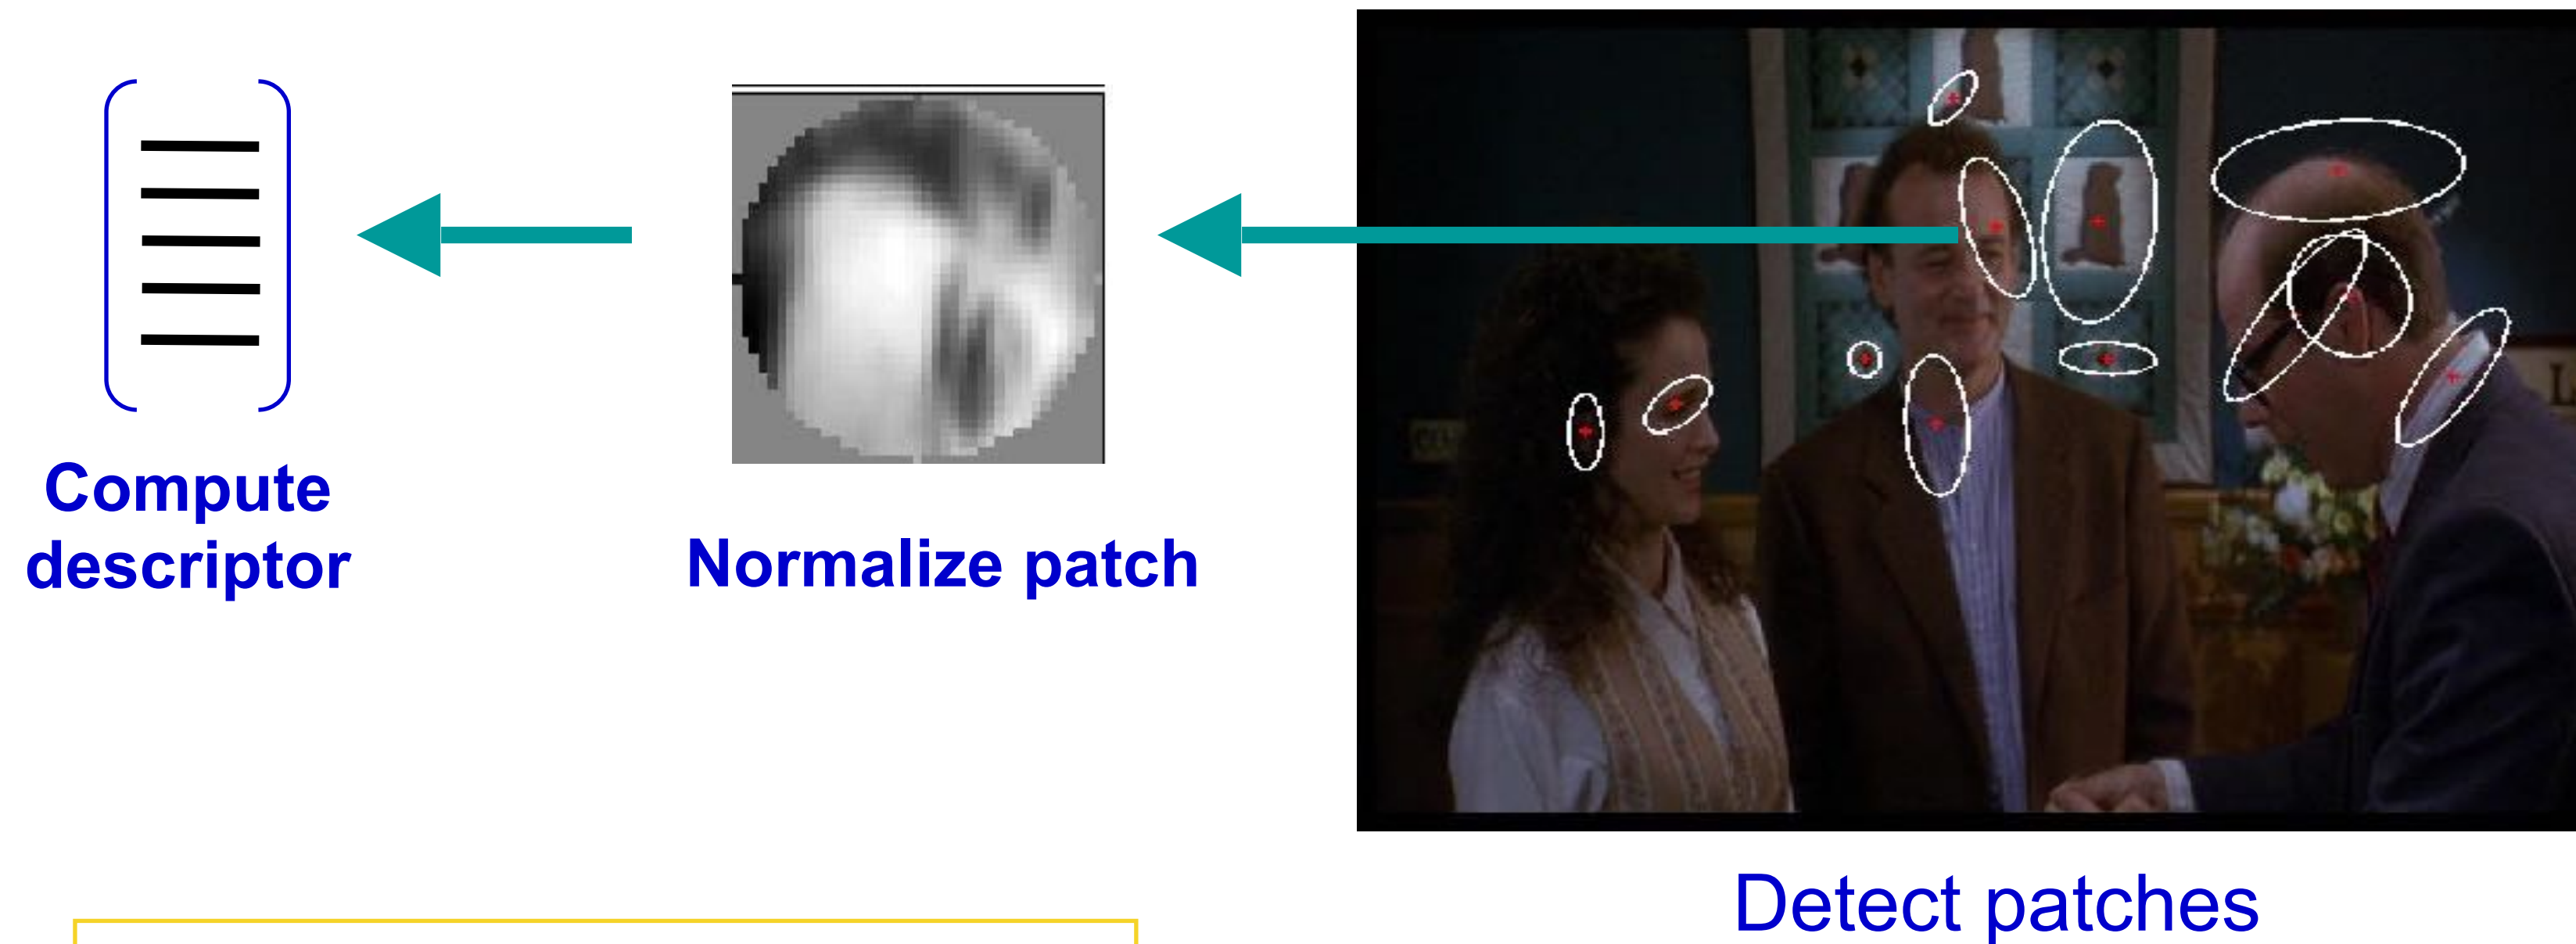 Compute
descriptor
Normalize patch
Detect patches